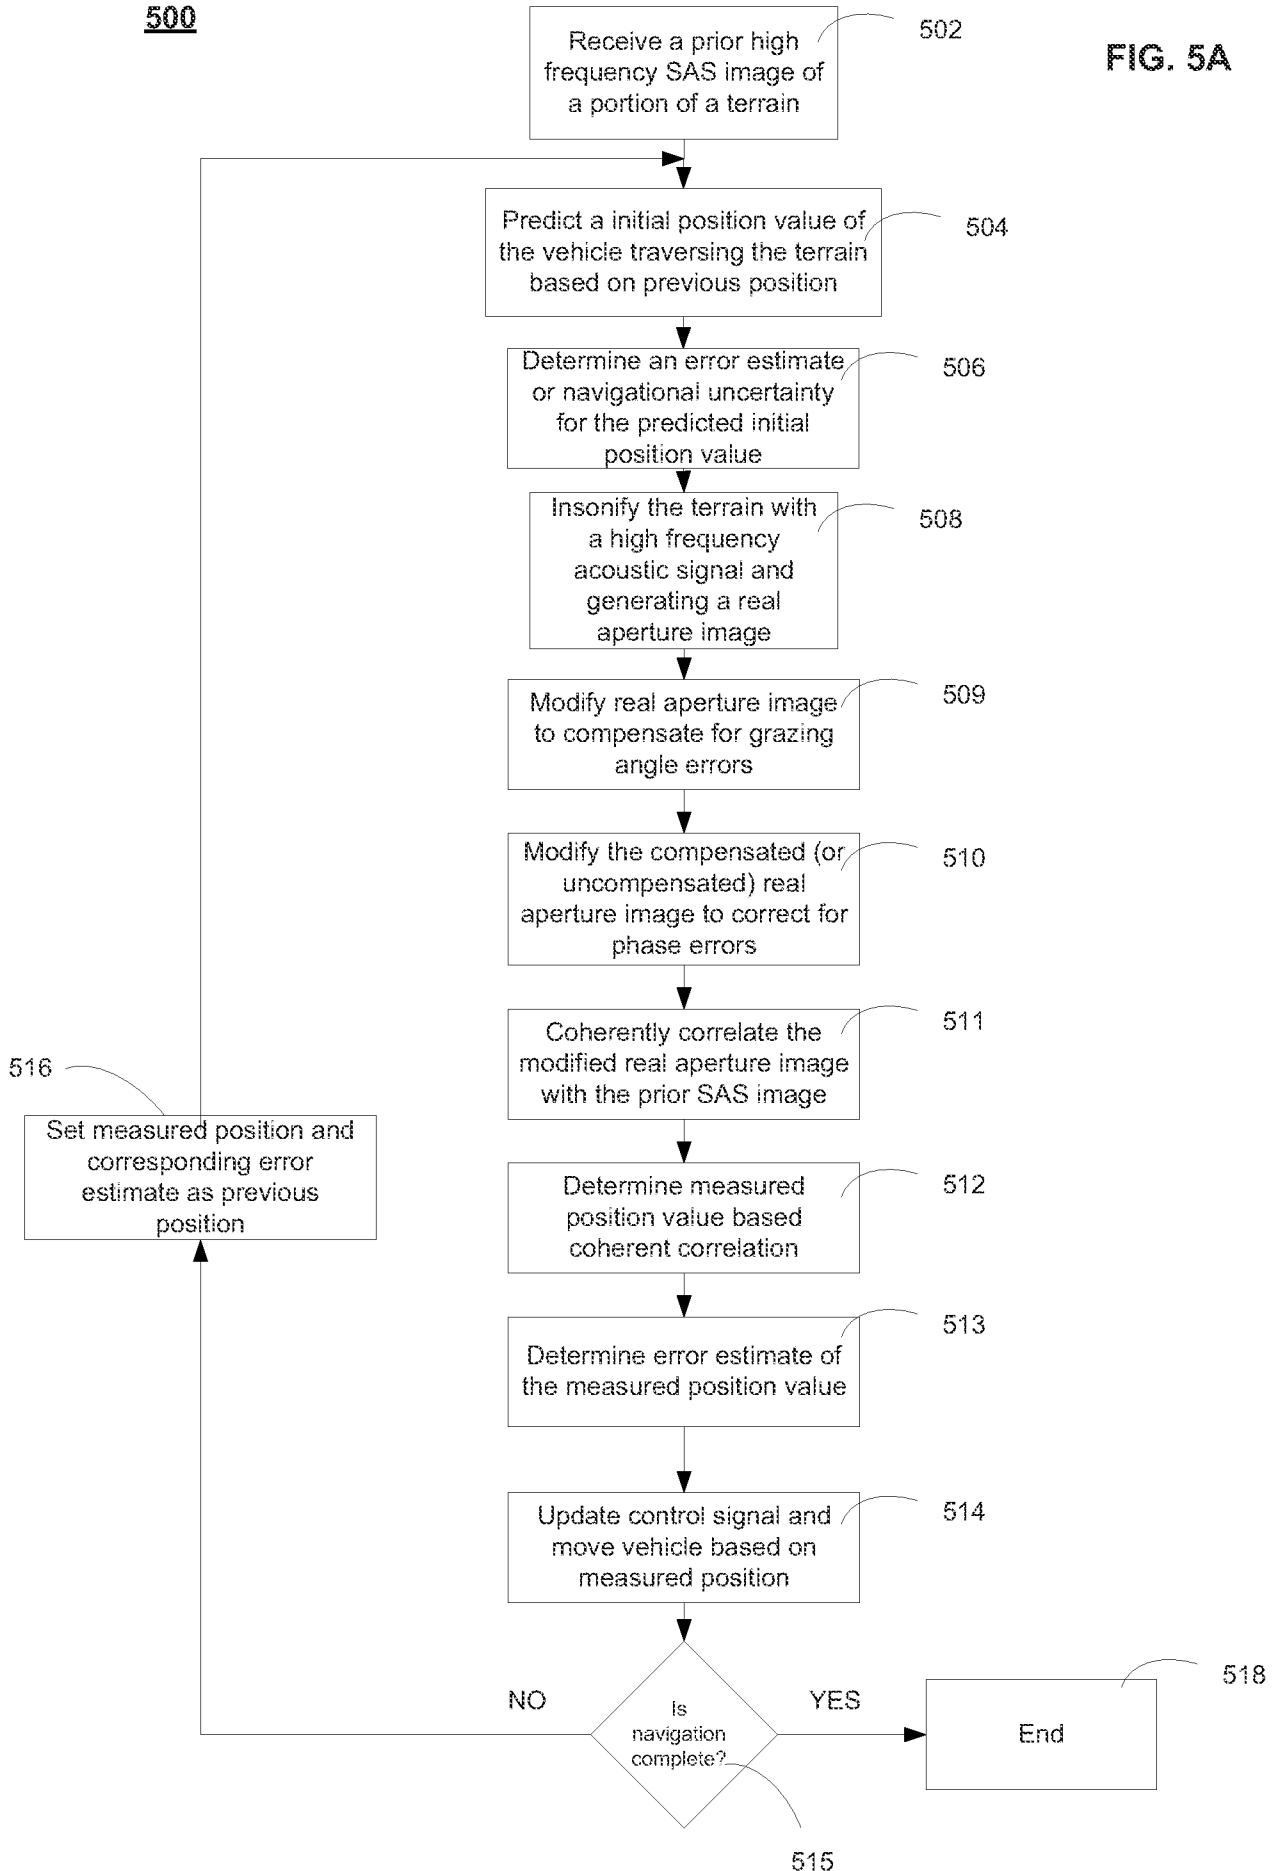 500
FIG. 5A
Receive a prior high
frequency SAS image of
a portion of a terrain
502
Predict a initial position value of
the vehicle traversing the terrain
based on previous position
504
Determine an error estimate
or navigational uncertainty
for the predicted initial
position value
506
Insonify the terrain with
a high frequency
acoustic signal and
generating a real
aperture image
508
Modify real aperture image
to compensate for grazing
angle errors
509
Modify the compensated (or
uncompensated) real
aperture image to correct for
phase errors
510
Coherently correlate the
modified real aperture image
with the prior SAS image
511
516
Set measured position and
corresponding error
estimate as previous
position
Determine measured
position value based
coherent correlation
512
Determine error estimate of
the measured position value
513
Update control signal and
move vehicle based on
measured position
514
NO
Is
navigation
complete?
YES
515
End
518